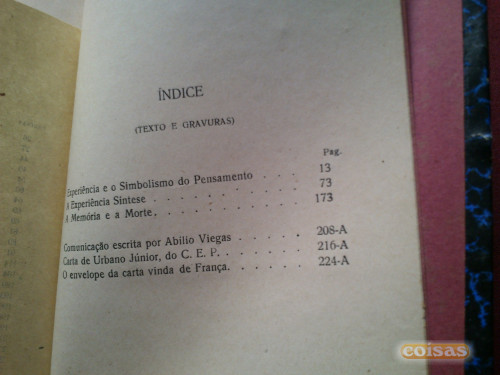 ÍNDICE
(TEXTO E GRAVURAS)
Pag.
Experiência e o Simbolismo do Pensamento . . . 13
A Experiência Síntese . . . . . . . . 73
A Memória e a Morte . . . . . . . . 173
Comunicação escrita por Abílio Viegas . . . . . 208-A
Carta de Urbano Júnior, do C. E. P. . . . . . 216-A
O envelope da carta vinda de França . . . . . 224-A
coisas